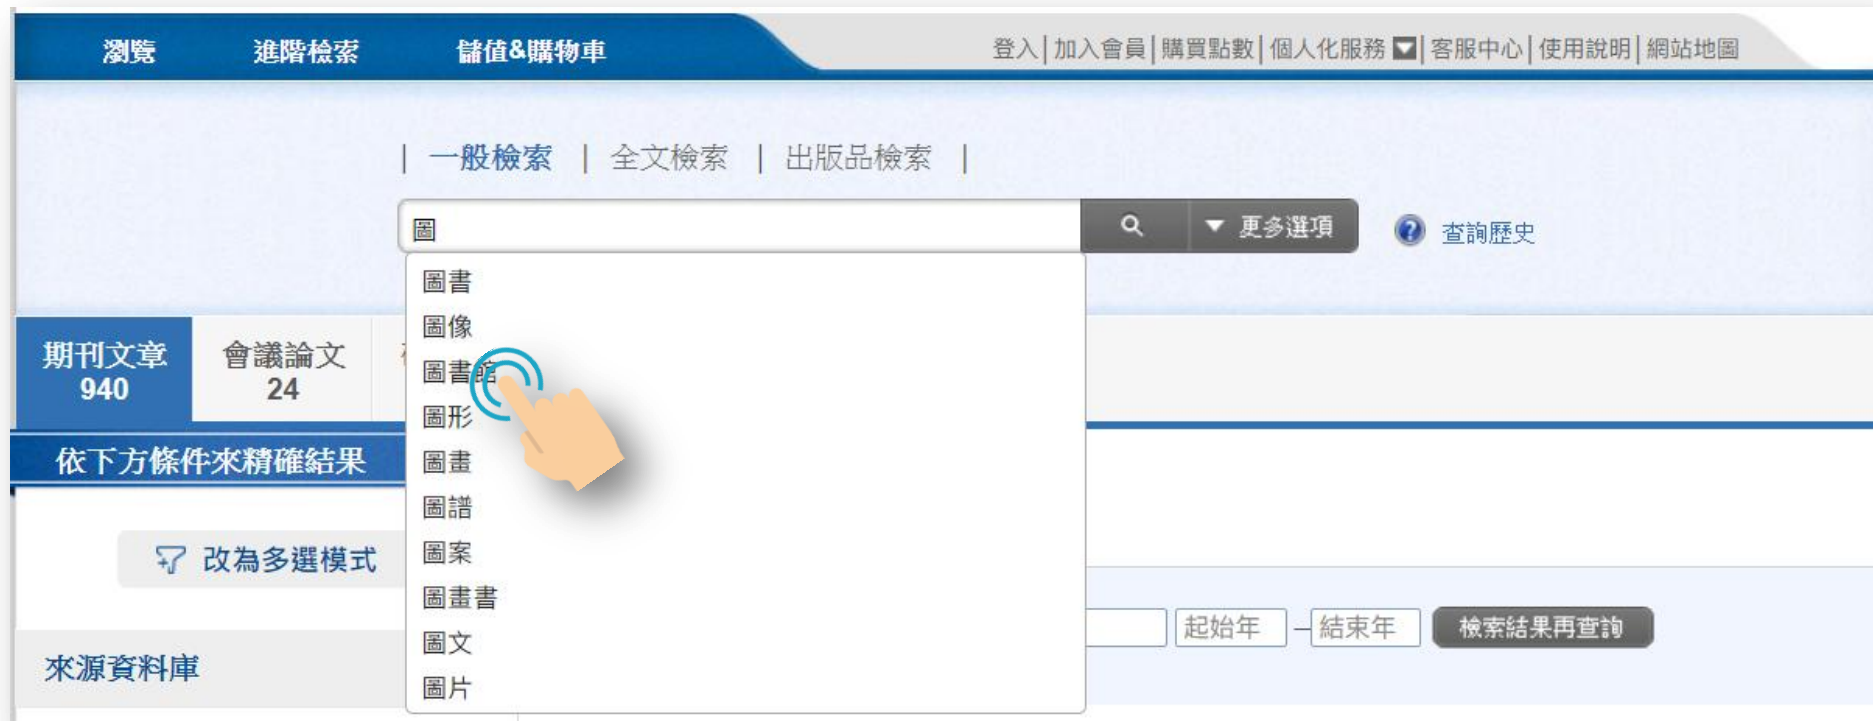 瀏覽 進階檢索 儲值&購物車 登入|加入會員|購買點數|個人化服務|客服中心|使用說明|網站地圖
| 一般檢索 | 全文檢索 | 出版品檢索 |
圖 更多選項 ? 查詢歷史
圖書
圖像
圖書館
圖形
圖畫
圖譜
圖案
圖畫書
圖文
圖片
期刊文章 會議論文
940 24
依下方條件來精確結果
改為多選模式
起始年 – 結束年 檢索結果再查詢
來源資料庫